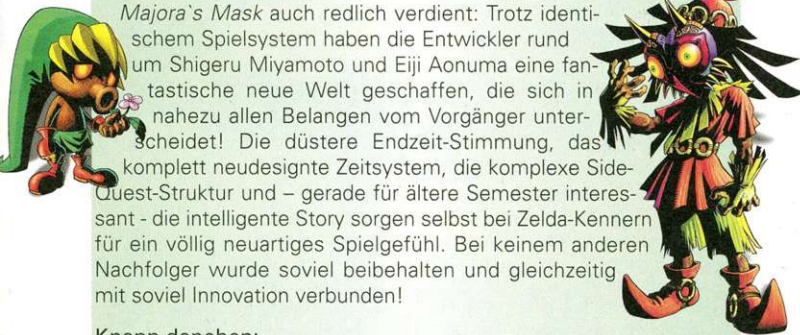 Majora`s Mask auch redlich verdient: Trotz identi-
schem Spielsystem haben die Entwickler rund
um Shigeru Miyamoto und Eiji Aonuma eine fan-
tastische neue Welt geschaffen, die sich in
nahezu allen Belangen vom Vorgänger unter-
scheidet! Die düstere Endzeit-Stimmung, das
komplett neudesignte Zeitsystem, die komplexe Side-
Quest-Struktur und – gerade für ältere Semester interes-
sant - die intelligente Story sorgen selbst bei Zelda-Kennern
für ein völlig neuartiges Spielgefühl. Bei keinem anderen
Nachfolger wurde soviel beibehalten und gleichzeitig
mit soviel Innovation verbunden!
Knapp daneben: